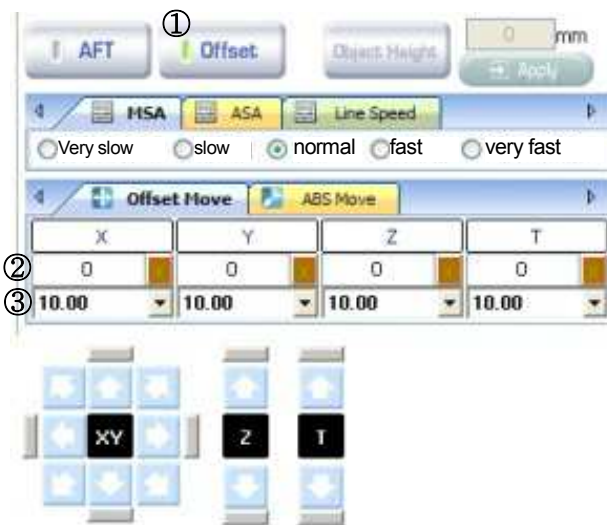 ①
AFT Offset Object Height 0 mm
Apply
MSA ASA Line Speed
Very slow slow normal fast very fast
Offset Move ABS Move
X Y Z T
② 0 0 0 0
③ 10.00 10.00 10.00 10.00
XY Z T